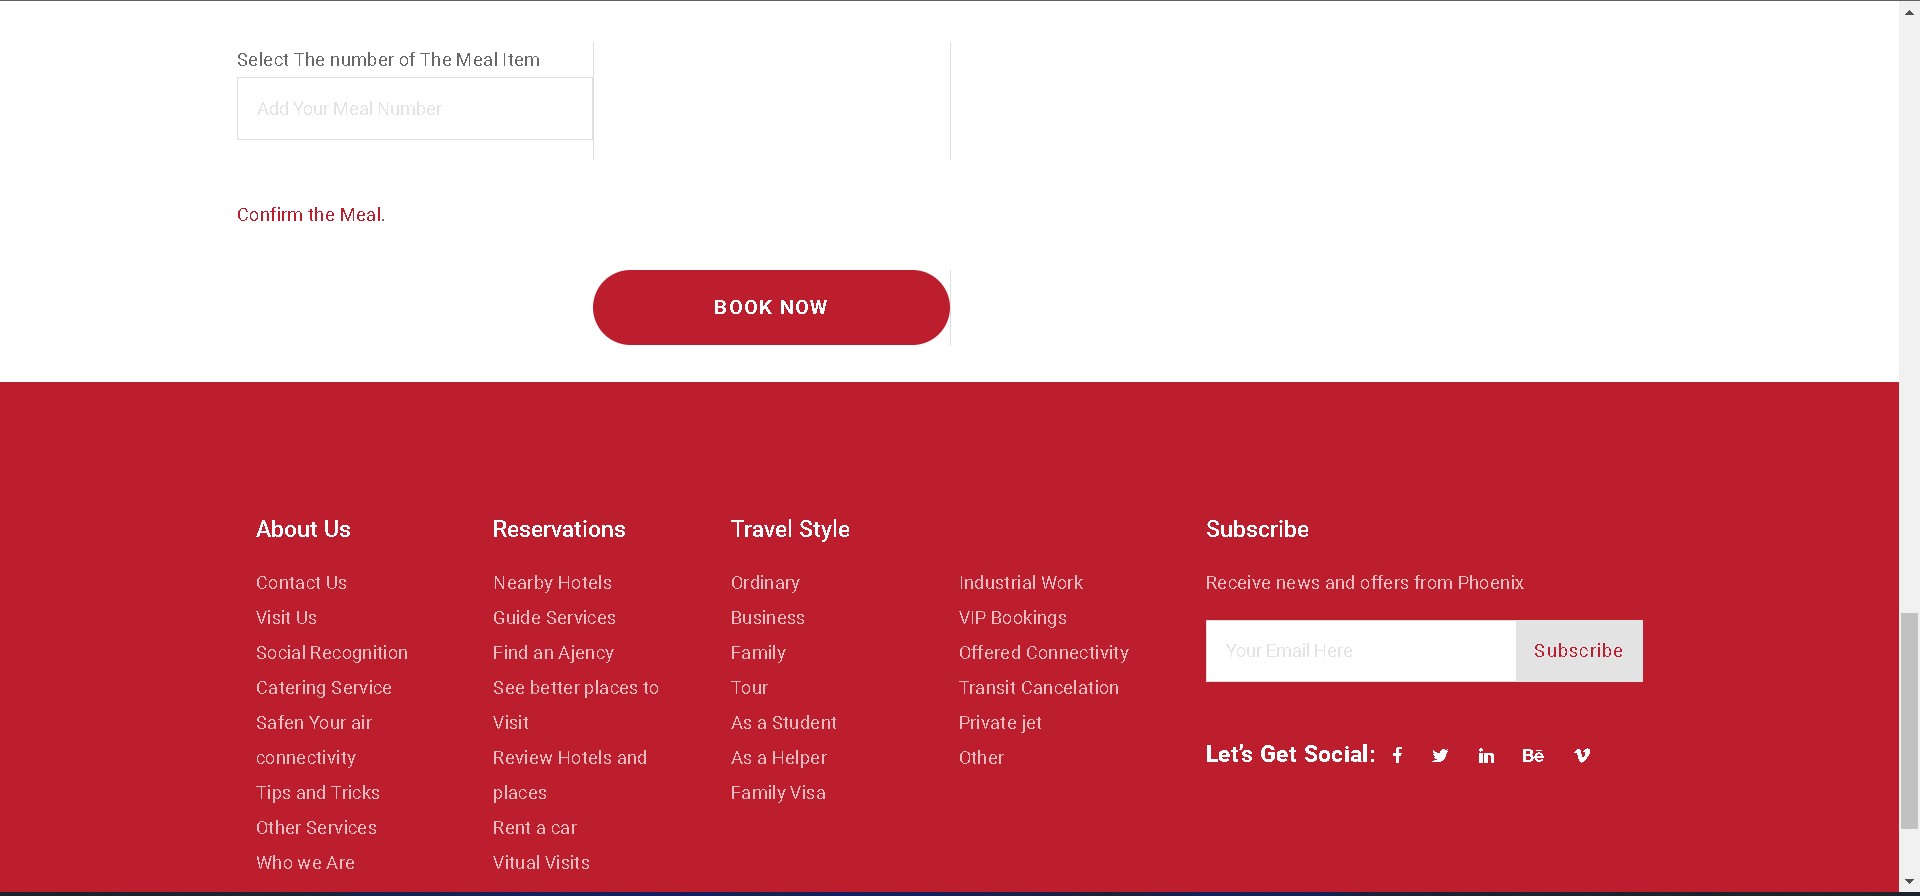 Select The number of The Meal Item
Add Your Meal Number
Confirm the Meal.
BOOK NOW
About Us
Contact Us
Visit Us
Social Recognition
Catering Service
Safen Your air
connectivity
Tips and Tricks
Other Services
Who we Are
Reservations
Nearby Hotels
Guide Services
Find an Ajency
See better places to
Visit
Review Hotels and
places
Rent a car
Vitual Visits
Travel Style
Ordinary
Business
Family
Tour
As a Student
As a Helper
Family Visa
Industrial Work
VIP Bookings
Offered Connectivity
Transit Cancelation
Private jet
Other
Subscribe
Receive news and offers from Phoenix
Your Email Here
Subscribe
Let's Get Social: